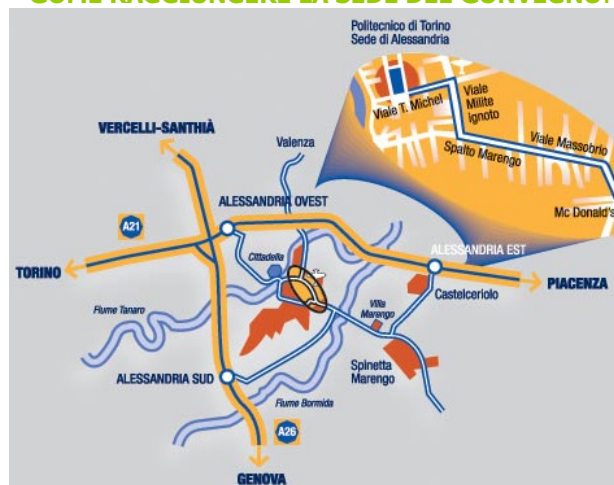 COME RAGGIUNGERE LA SEDE DEL CONVEGNO:
Politecnico di Torino
Sede di Alessandria
Viale T. Michel
Viale
Milite
Ignoto
Viale Massobrio
Spalto Marengo
Mc Donald's
VERCELLI-SANTHIÀ
Valenza
A21
ALESSANDRIA OVEST
ALESSANDRIA EST
TORINO
Cittadella
PIACENZA
Castelceriolo
Fiume Tanaro
Villa
Marengo
Spinetta
Marengo
ALESSANDRIA SUD
Fiume Bormida
A26
GENOVA